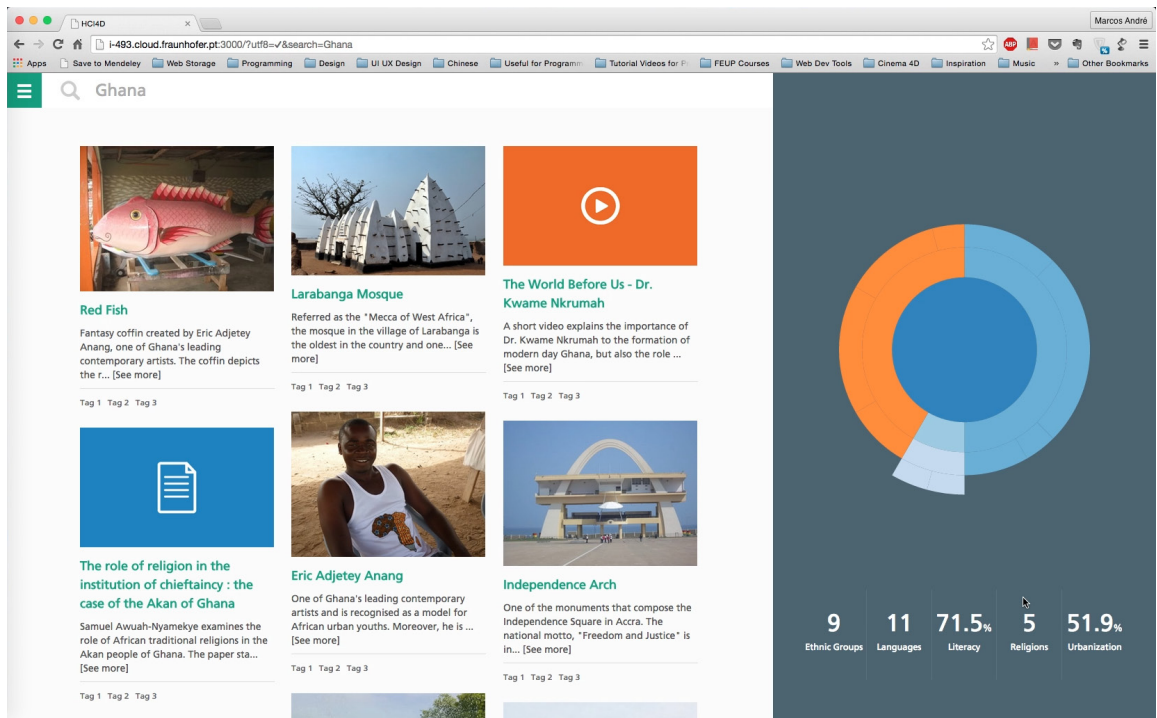 HCI4D
Marcos André
i-493.cloud.fraunhofer.pt:3000/?utf8=✓&search=Ghana
ABP
Apps Save to Mendeley Web Storage Programming Design UI UX Design Chinese Useful for Programm Tutorial Videos for P FEUP Courses Web Dev Tools Cinema 4D Inspiration Music » Other Bookmarks
Ghana
Red Fish
Fantasy coffin created by Eric Adjetey
Anang, one of Ghana's leading
contemporary artists. The coffin depicts
the r... [See more]
Tag 1 Tag 2 Tag 3
The role of religion in the
institution of chieftaincy : the
case of the Akan of Ghana
Samuel Awuah-Nyamekye examines the
role of African traditional religions in the
Akan people of Ghana. The paper sta...
[See more]
Tag 1 Tag 2 Tag 3
Larabanga Mosque
Referred as the "Mecca of West Africa",
the mosque in the village of Larabanga is
the oldest in the country and one... [See
more]
Tag 1 Tag 2 Tag 3
Eric Adjetey Anang
One of Ghana's leading contemporary
artists and is recognised as a model for
African urban youths. Moreover, he is ...
[See more]
Tag 1 Tag 2 Tag 3
The World Before Us - Dr.
Kwame Nkrumah
A short video explains the importance of
Dr. Kwame Nkrumah to the formation of
modern day Ghana, but also the role ...
[See more]
Tag 1 Tag 2 Tag 3
Independence Arch
One of the monuments that compose the
Independence Square in Accra. The
national motto, "Freedom and Justice" is
in... [See more]
Tag 1 Tag 2 Tag 3
9 11 71.5% 5 51.9%
Ethnic Groups Languages Literacy Religions Urbanization